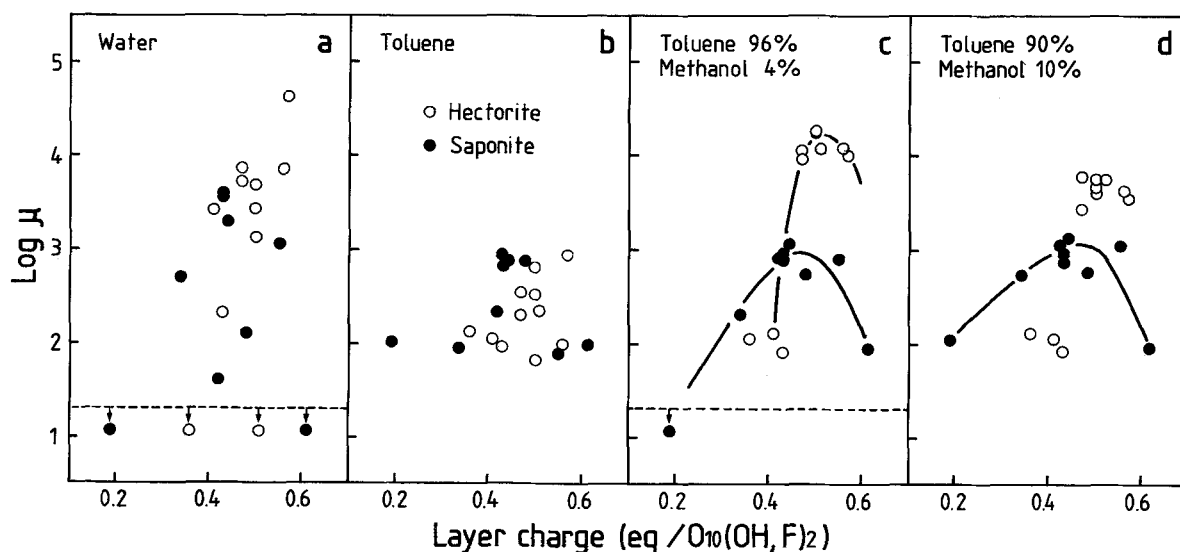 Water a
Toluene b
Toluene 96% c
Methanol 4%
Toluene 90% d
Methanol 10%
○ Hectorite
● Saponite
Log μ
5
4
3
2
1
0.2 0.4 0.6 0.2 0.4 0.6 0.2 0.4 0.6 0.2 0.4 0.6
Layer charge (eq /O10(OH,F)2)